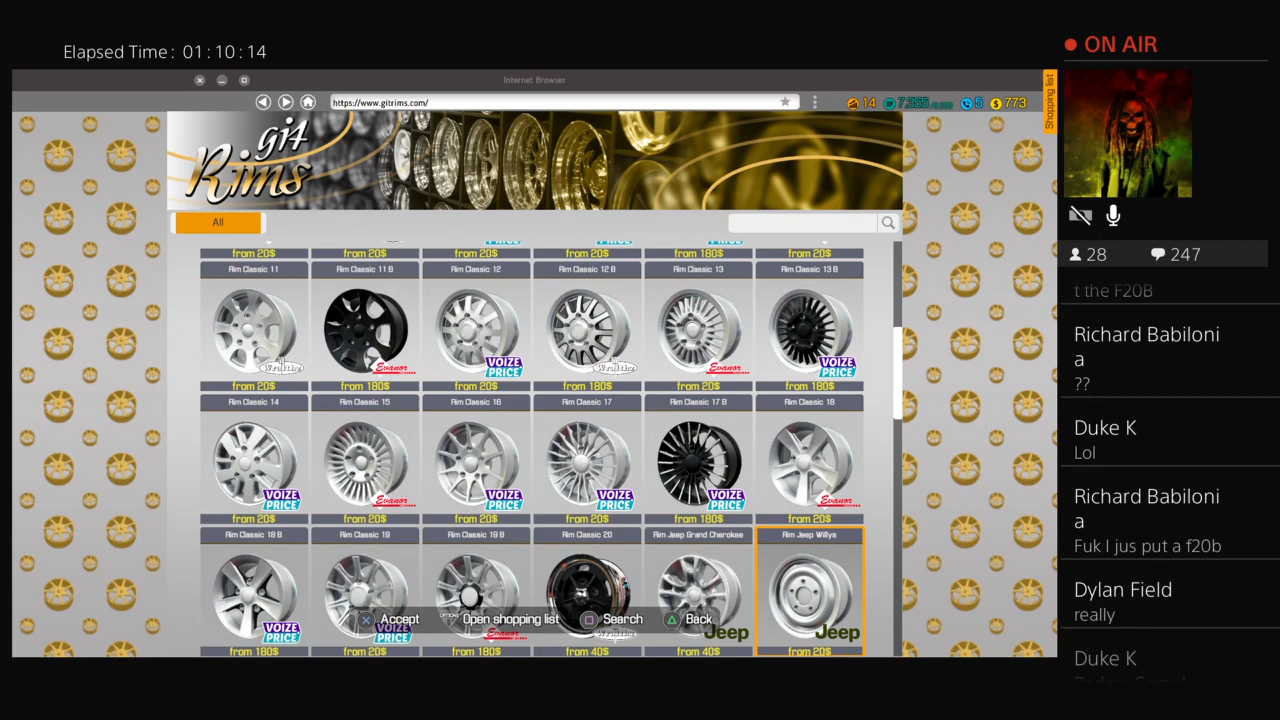 Elapsed Time: 01:10:14
ON AIR
Internet Browser
https://www.gitrims.com/
14
5
773
Shopping list
gi4
Rims
All
28
247
t the F20B
Richard Babiloni
a
??
Duke K
Lol
Richard Babiloni
a
Fuk I jus put a f20b
Dylan Field
really
Duke K
from 20$ from 20$ from 20$ from 20$ from 180$ from 20$
Rim Classic 11 Rim Classic 11 B Rim Classic 12 Rim Classic 12 B Rim Classic 13 Rim Classic 13 B
Evanor VOIZE PRICE Evanor VOIZE PRICE
from 20$ from 180$ from 20$ from 180$ from 20$ from 180$
Rim Classic 14 Rim Classic 15 Rim Classic 16 Rim Classic 17 Rim Classic 17 B Rim Classic 18
VOIZE PRICE Evanor VOIZE PRICE VOIZE PRICE VOIZE PRICE Evanor
from 20$ from 20$ from 20$ from 20$ from 180$ from 20$
Rim Classic 18 B Rim Classic 19 Rim Classic 19 B Rim Classic 20 Rim Jeep Grand Cherokee Rim Jeep Willys
Accept OPTIONS Open shopping list Search Back
VOIZE PRICE VOIZE PRICE Evanor Jeep Jeep
from 180$ from 20$ from 180$ from 40$ from 40$ from 20$